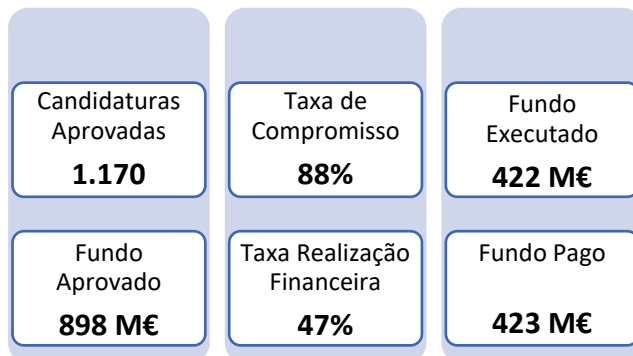 Candidaturas
Aprovadas
1.170
Taxa de
Compromisso
88%
Fundo
Executado
422 M€
Fundo
Aprovado
898 M€
Taxa Realização
Financeira
47%
Fundo Pago
423 M€